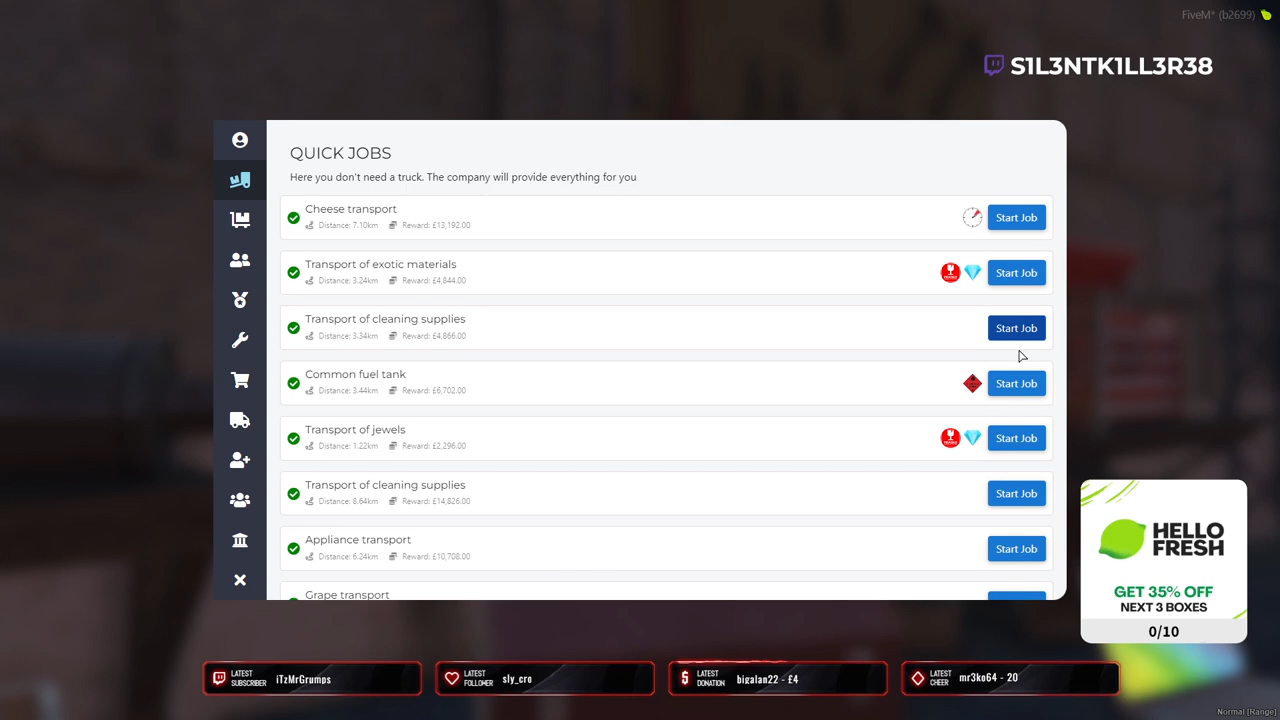 FiveM* (b2699)
S1L3NTK1LL3R38
QUICK JOBS
Here you don't need a truck. The company will provide everything for you
Cheese transport
Distance: 7.10km Reward: £13,192.00
Start Job
Transport of exotic materials
Distance: 3.24km Reward: £4,844.00
Start Job
Transport of cleaning supplies
Distance: 3.34km Reward: £4,866.00
Start Job
Common fuel tank
Distance: 3.44km Reward: £6,702.00
Start Job
Transport of jewels
Distance: 1.22km Reward: £2,296.00
Start Job
Transport of cleaning supplies
Distance: 8.64km Reward: £14,826.00
Start Job
Appliance transport
Distance: 6.24km Reward: £10,708.00
Start Job
Grape transport
HELLO
FRESH
GET 35% OFF
NEXT 3 BOXES
0/10
LATEST
SUBSCRIBER iTzMrGrumps
LATEST
FOLLOWER sly_cro
LATEST
DONATION bigalan22 - £4
LATEST
CHEER mr3ko64 - 20
Normal [Range]